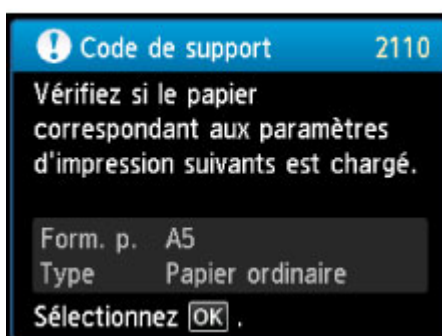 Code de support 2110
Vérifiez si le papier
correspondant aux paramètres
d'impression suivants est chargé.
Form. p. A5
Type Papier ordinaire
Sélectionnez OK .